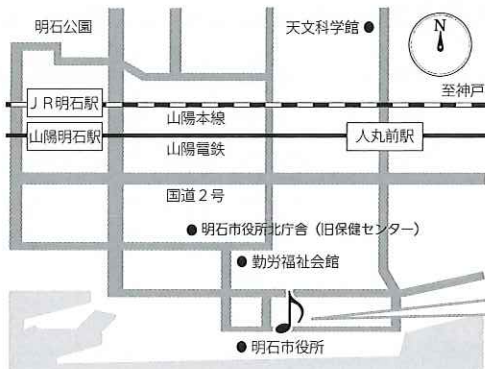 明石公園
天文科学館
N
至神戸
JR明石駅
山陽本線
山陽明石駅
山陽電鉄
人丸前駅
国道2号
明石市役所北庁舎（旧保健センター）
勤労福祉会館
明石市役所